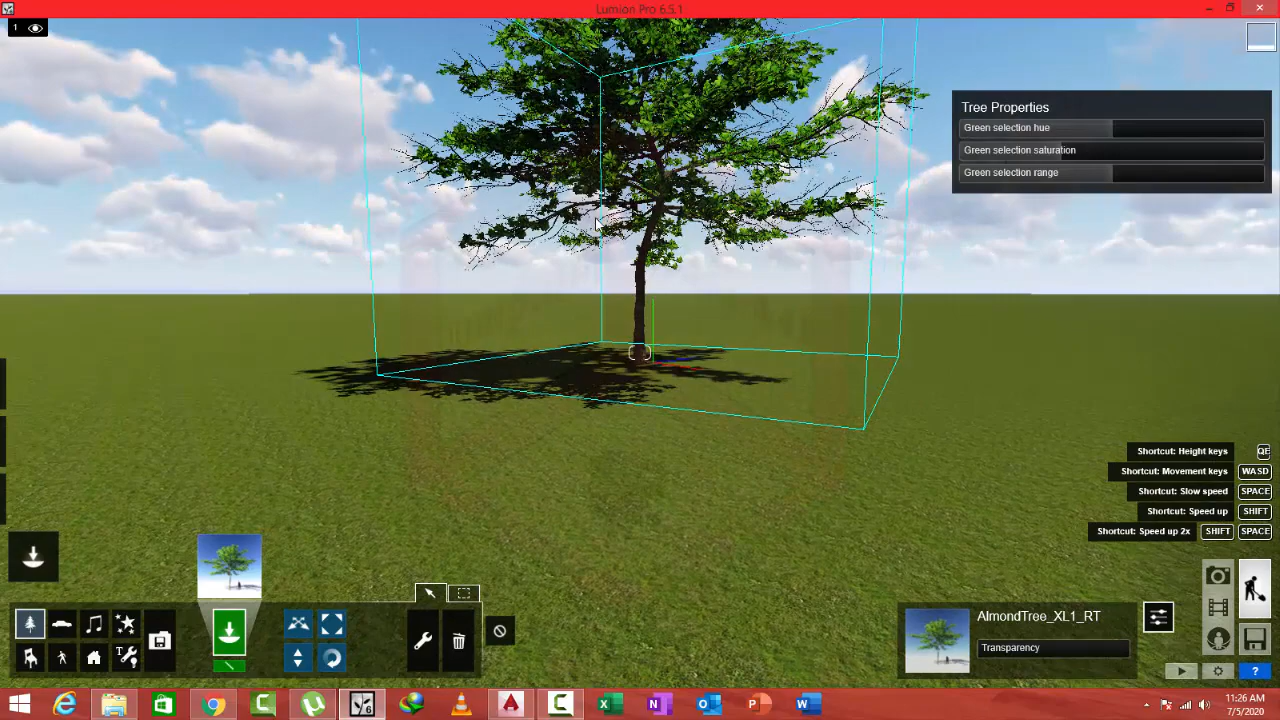 Lumion Pro 6.5.1
1
Tree Properties
Green selection hue
Green selection saturation
Green selection range
Shortcut: Height keys QE
Shortcut: Movement keys WASD
Shortcut: Slow speed SPACE
Shortcut: Speed up SHIFT
Shortcut: Speed up 2x SHIFT SPACE
AlmondTree_XL1_RT
Transparency
?
11:26 AM
7/5/2020